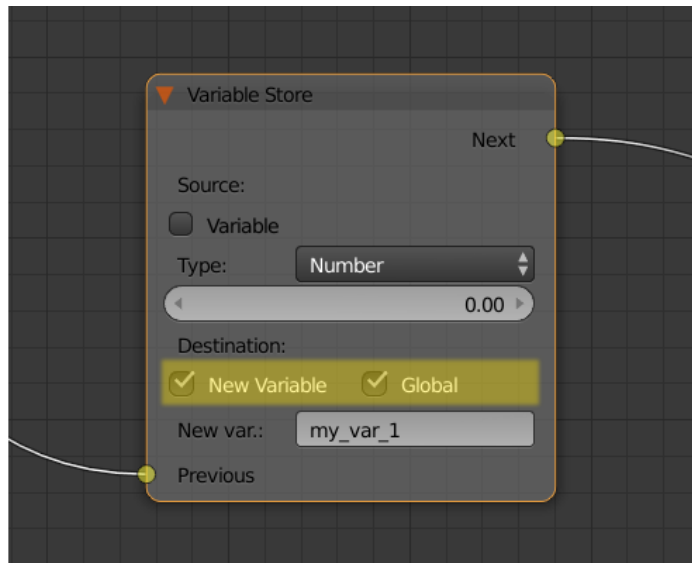 Variable Store
Next
Source:
Variable
Type: Number
0.00
Destination:
New Variable Global
New var.: my_var_1
Previous